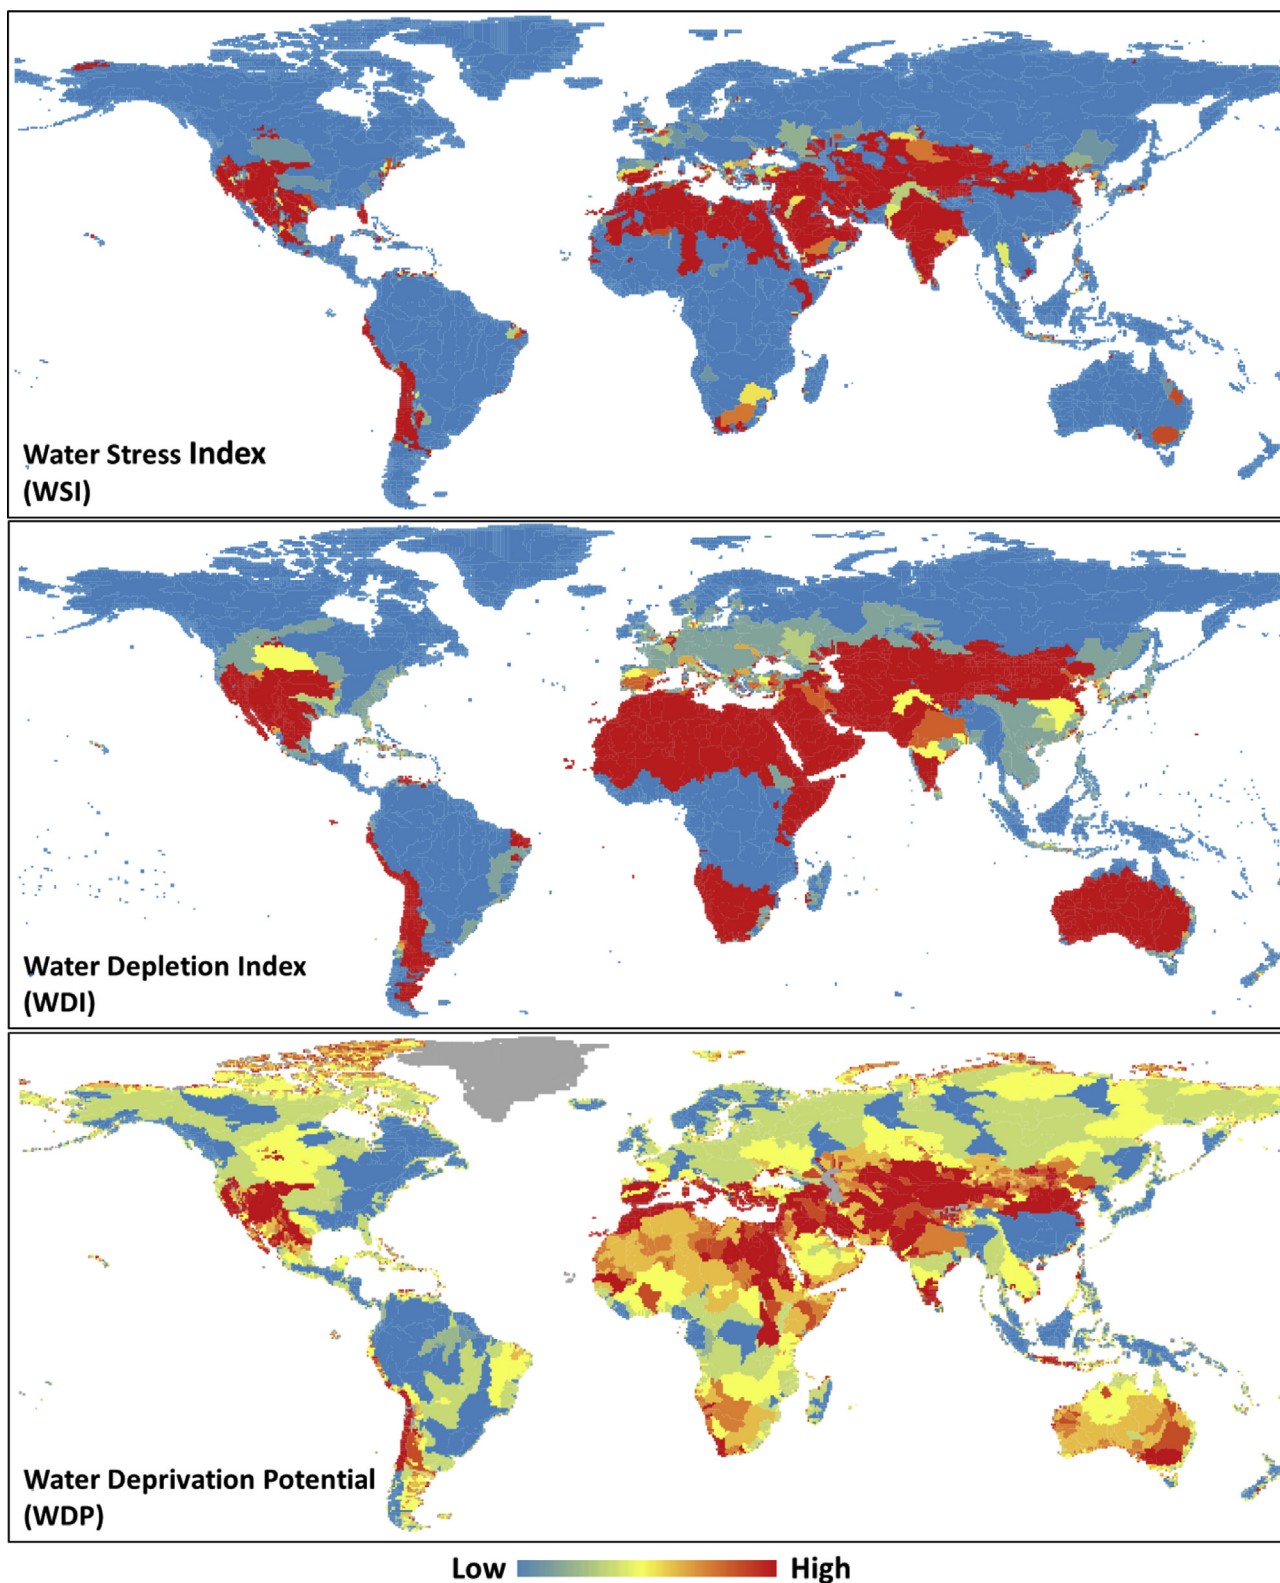 Water Stress Index
(WSI)
Water Depletion Index
(WDI)
Water Deprivation Potential
(WDP)
Low High